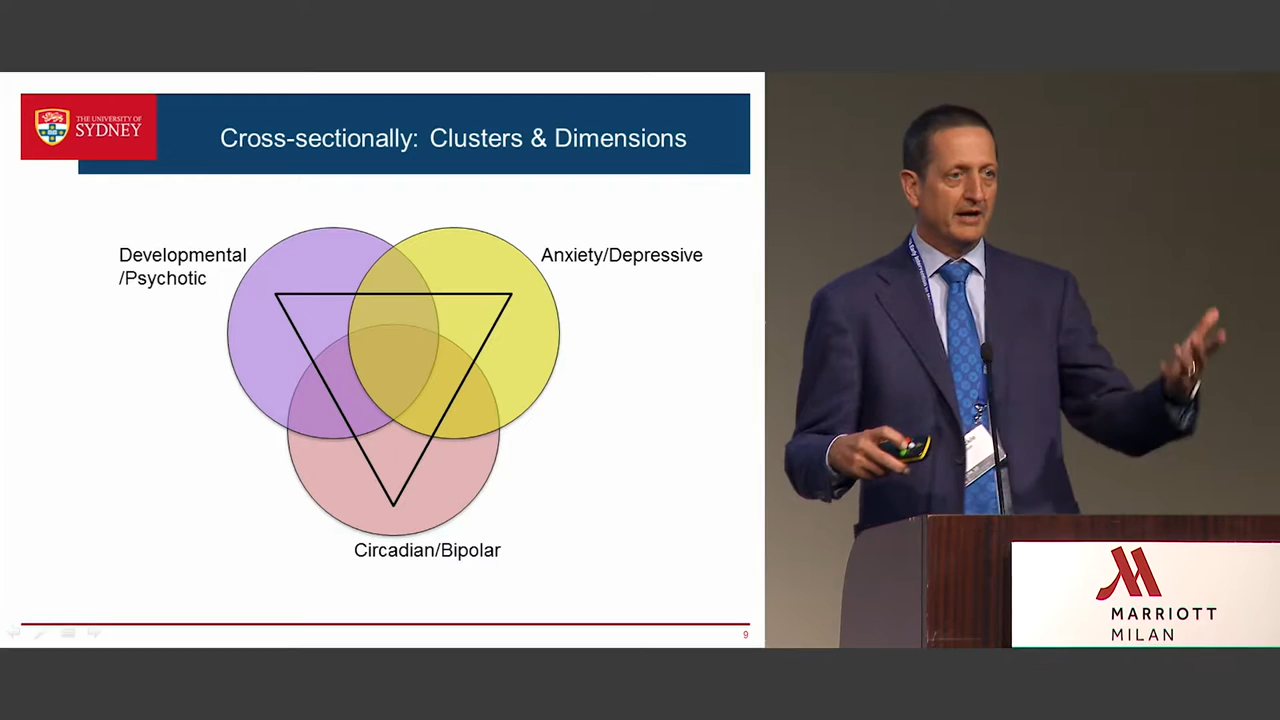 THE UNIVERSITY OF
SYDNEY
Cross-sectionally: Clusters & Dimensions
Developmental
/Psychotic
Anxiety/Depressive
Circadian/Bipolar
9
MARRIOTT
MILAN